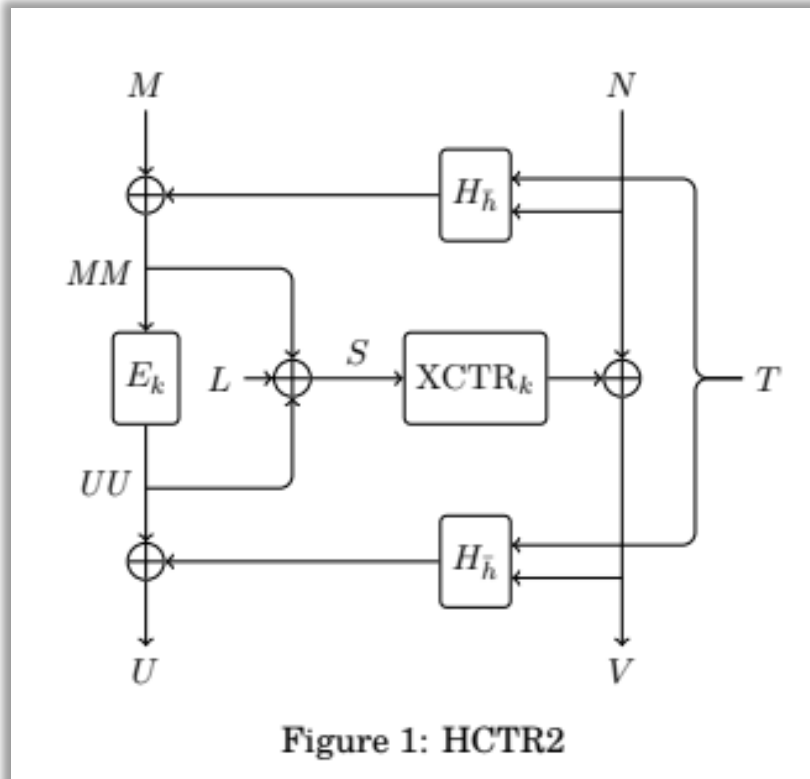 M N
H_h̄
MM
E_k L S XCTR_k T
UU
H_h̄
U V
Figure 1: HCTR2